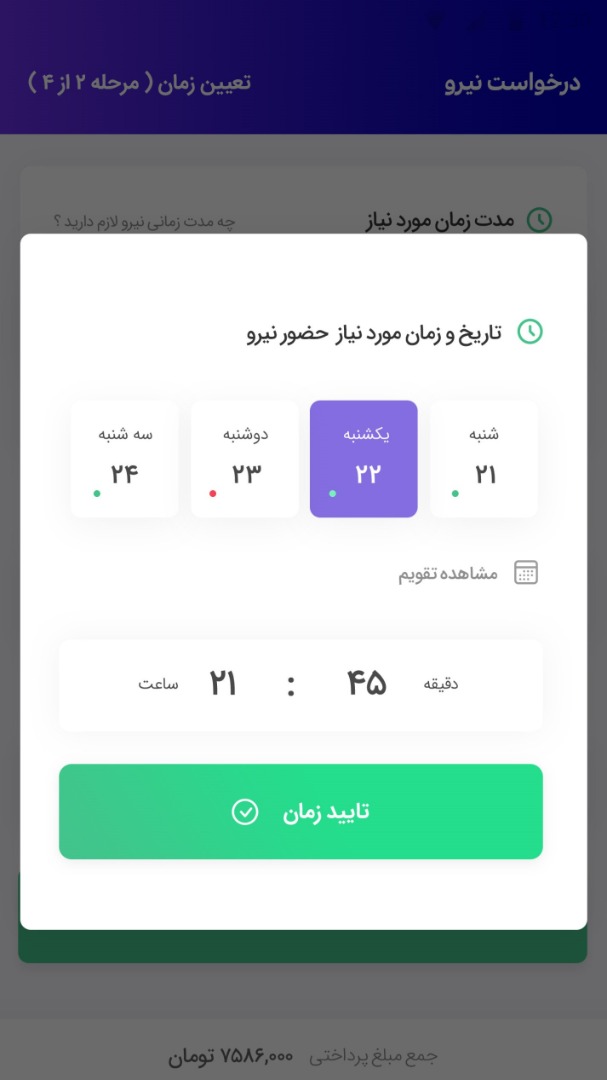 درخواست نیرو
تعیین زمان ( مرحله ۲ از ۴ )
مدت زمان مورد نیاز
چه مدت زمانی نیرو لازم دارید ؟
تاریخ و زمان مورد نیاز حضور نیرو
شنبه یکشنبه دوشنبه سه شنبه
۲۱ ۲۲ ۲۳ ۲۴
مشاهده تقویم
دقیقه ۴۵ : ۲۱ ساعت
تایید زمان
جمع مبلغ پرداختی ۷۵۸۶,۰۰۰ تومان